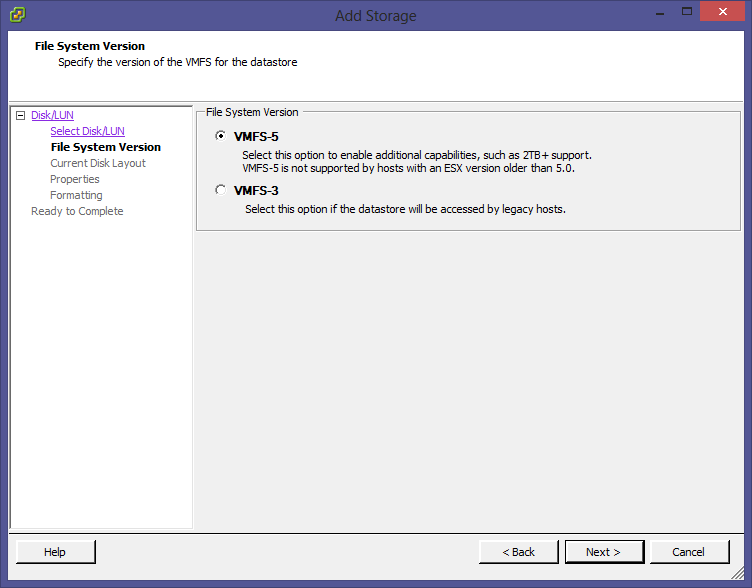 Add Storage
File System Version
Specify the version of the VMFS for the datastore
Disk/LUN
Select Disk/LUN
File System Version
Current Disk Layout
Properties
Formatting
Ready to Complete
File System Version
VMFS-5
Select this option to enable additional capabilities, such as 2TB+ support.
VMFS-5 is not supported by hosts with an ESX version older than 5.0.
VMFS-3
Select this option if the datastore will be accessed by legacy hosts.
Help
< Back
Next >
Cancel